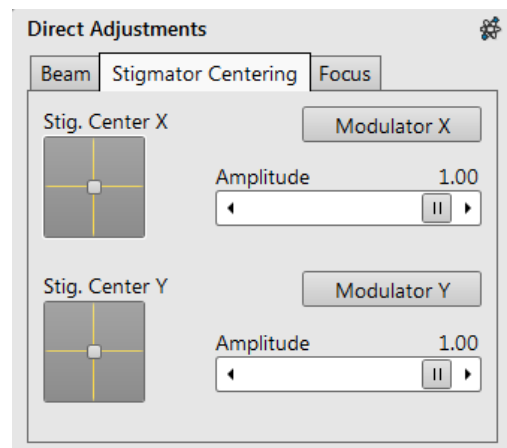 Direct Adjustments
Beam Stigmator Centering Focus
Stig. Center X Modulator X
Amplitude 1.00
Stig. Center Y Modulator Y
Amplitude 1.00